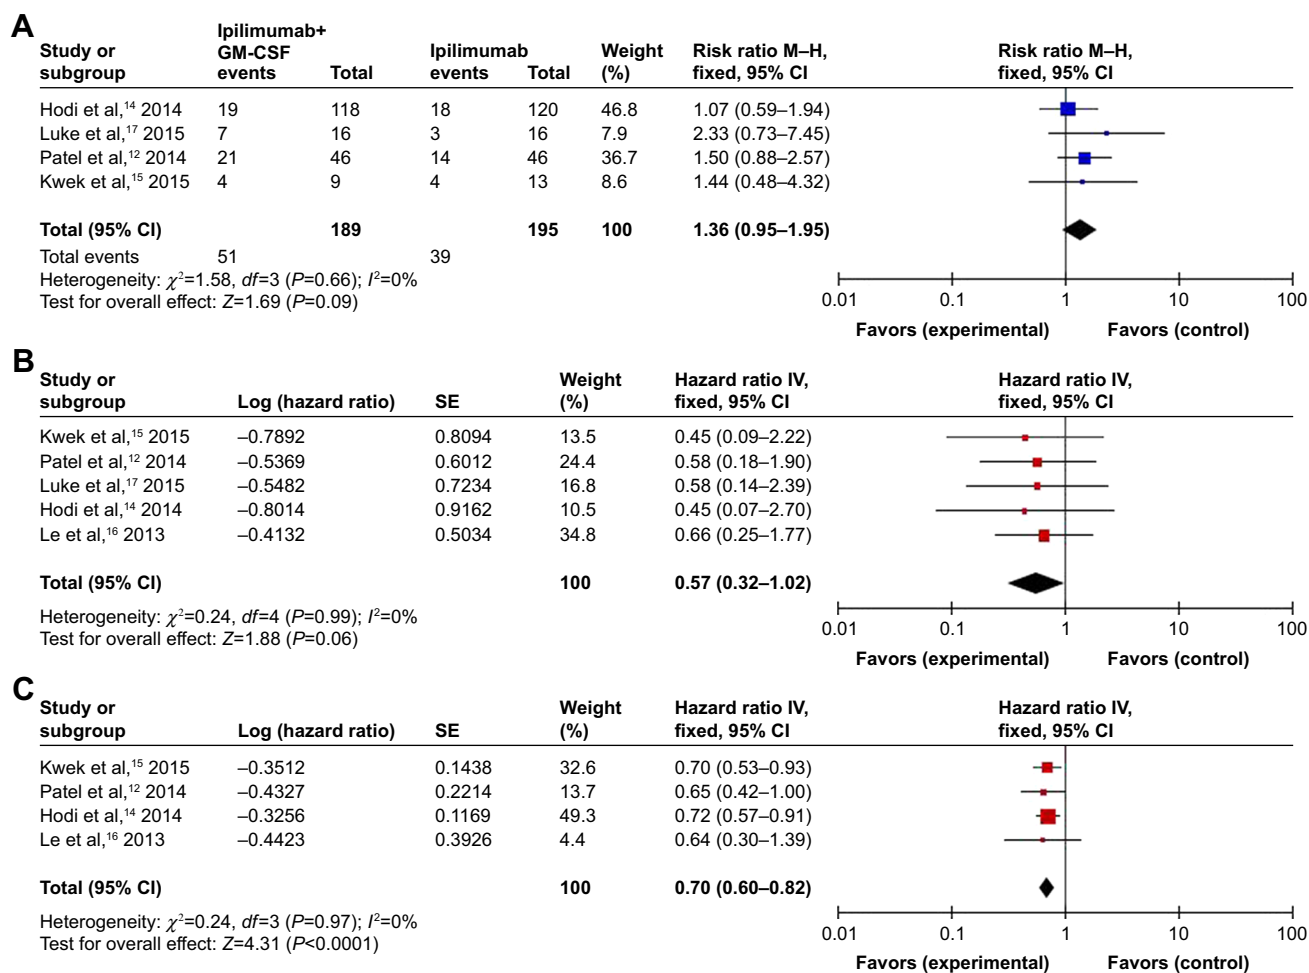 A
Study or subgroup Ipilimumab+ GM-CSF events Total Ipilimumab events Total Weight (%) Risk ratio M–H, fixed, 95% CI Risk ratio M–H, fixed, 95% CI
Hodi et al,14 2014 19 118 18 120 46.8 1.07 (0.59–1.94)
Luke et al,17 2015 7 16 3 16 7.9 2.33 (0.73–7.45)
Patel et al,12 2014 21 46 14 46 36.7 1.50 (0.88–2.57)
Kwek et al,15 2015 4 9 4 13 8.6 1.44 (0.48–4.32)
Total (95% CI) 189 195 100 1.36 (0.95–1.95)
Total events 51 39
Heterogeneity: χ²=1.58, df=3 (P=0.66); I²=0%
Test for overall effect: Z=1.69 (P=0.09)
0.01 0.1 1 10 100
Favors (experimental) Favors (control)
B
Study or subgroup Log (hazard ratio) SE Weight (%) Hazard ratio IV, fixed, 95% CI Hazard ratio IV, fixed, 95% CI
Kwek et al,15 2015 –0.7892 0.8094 13.5 0.45 (0.09–2.22)
Patel et al,12 2014 –0.5369 0.6012 24.4 0.58 (0.18–1.90)
Luke et al,17 2015 –0.5482 0.7234 16.8 0.58 (0.14–2.39)
Hodi et al,14 2014 –0.8014 0.9162 10.5 0.45 (0.07–2.70)
Le et al,16 2013 –0.4132 0.5034 34.8 0.66 (0.25–1.77)
Total (95% CI) 100 0.57 (0.32–1.02)
Heterogeneity: χ²=0.24, df=4 (P=0.99); I²=0%
Test for overall effect: Z=1.88 (P=0.06)
0.01 0.1 1 10 100
Favors (experimental) Favors (control)
C
Study or subgroup Log (hazard ratio) SE Weight (%) Hazard ratio IV, fixed, 95% CI Hazard ratio IV, fixed, 95% CI
Kwek et al,15 2015 –0.3512 0.1438 32.6 0.70 (0.53–0.93)
Patel et al,12 2014 –0.4327 0.2214 13.7 0.65 (0.42–1.00)
Hodi et al,14 2014 –0.3256 0.1169 49.3 0.72 (0.57–0.91)
Le et al,16 2013 –0.4423 0.3926 4.4 0.64 (0.30–1.39)
Total (95% CI) 100 0.70 (0.60–0.82)
Heterogeneity: χ²=0.24, df=3 (P=0.97); I²=0%
Test for overall effect: Z=4.31 (P<0.0001)
0.01 0.1 1 10 100
Favors (experimental) Favors (control)